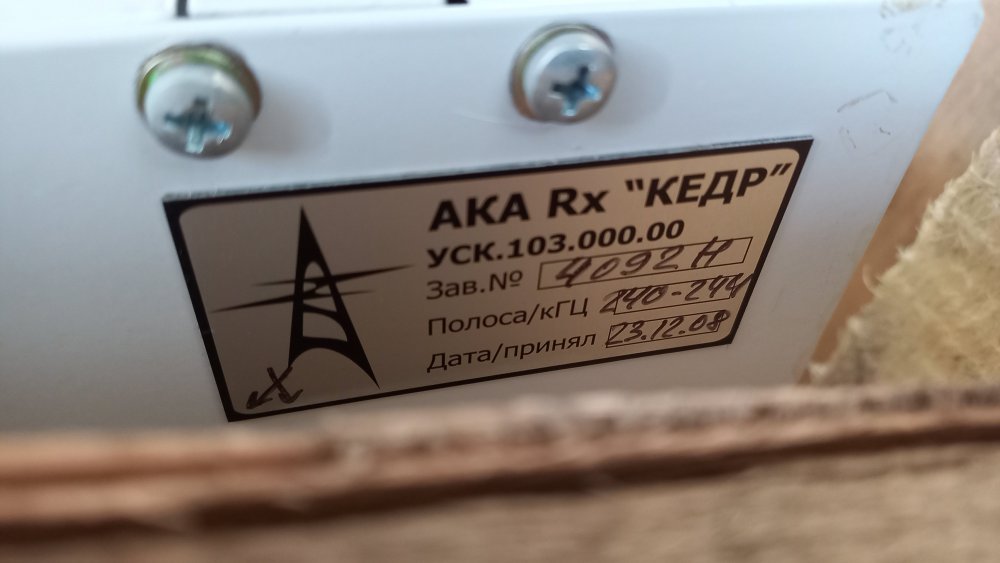 АКА Rx "КЕДР"
УСК.103.000.00
Зав.№ 4092 Н
Полоса/кГЦ 240-244
Дата/принял 23.12.08